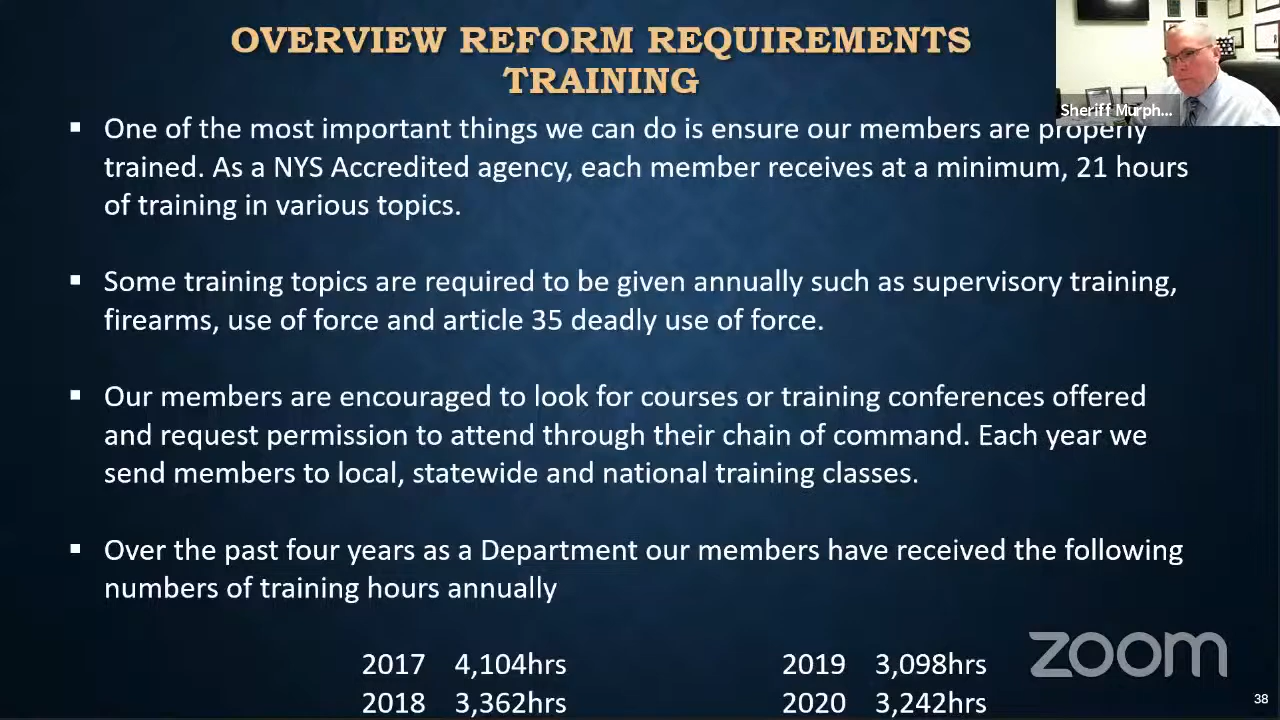 OVERVIEW REFORM REQUIREMENTS
TRAINING
Sheriff Murph...
▪ One of the most important things we can do is ensure our members are properly
trained. As a NYS Accredited agency, each member receives at a minimum, 21 hours
of training in various topics.
▪ Some training topics are required to be given annually such as supervisory training,
firearms, use of force and article 35 deadly use of force.
▪ Our members are encouraged to look for courses or training conferences offered
and request permission to attend through their chain of command. Each year we
send members to local, statewide and national training classes.
▪ Over the past four years as a Department our members have received the following
numbers of training hours annually
2017 4,104hrs 2019 3,098hrs
2018 3,362hrs 2020 3,242hrs
zoom
38